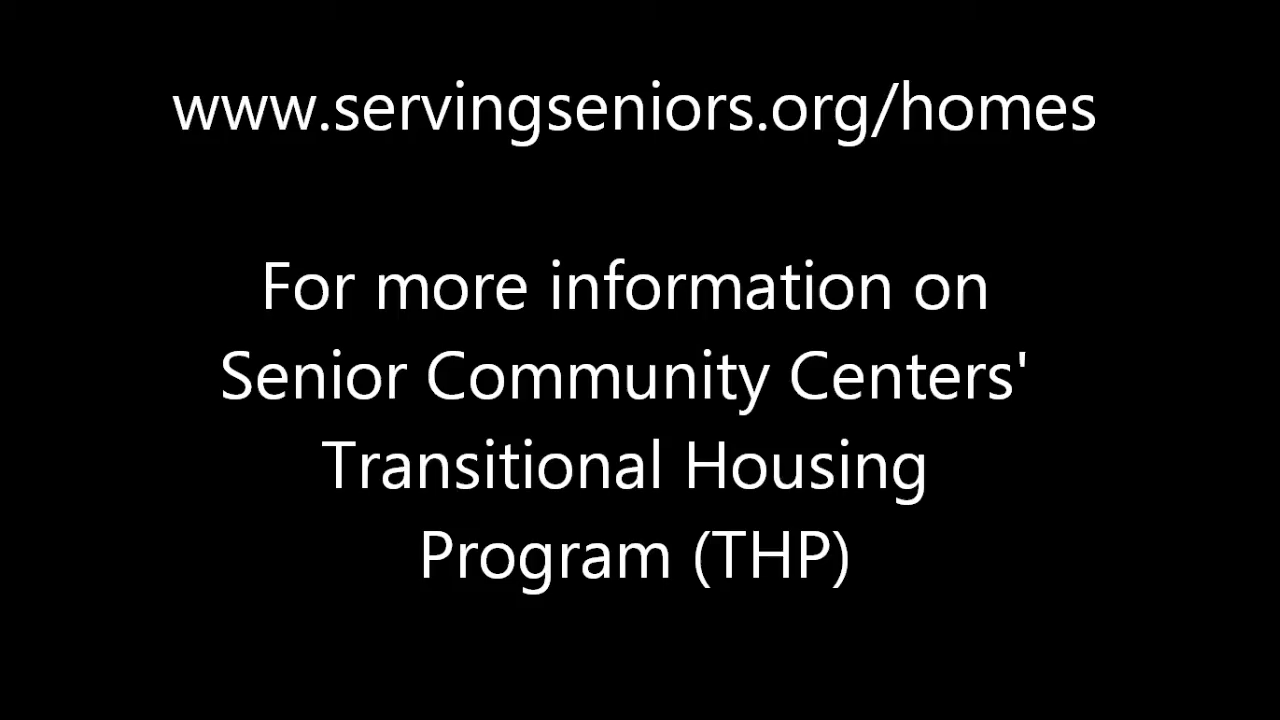 www.servingseniors.org/homes
For more information on
Senior Community Centers'
Transitional Housing
Program (THP)